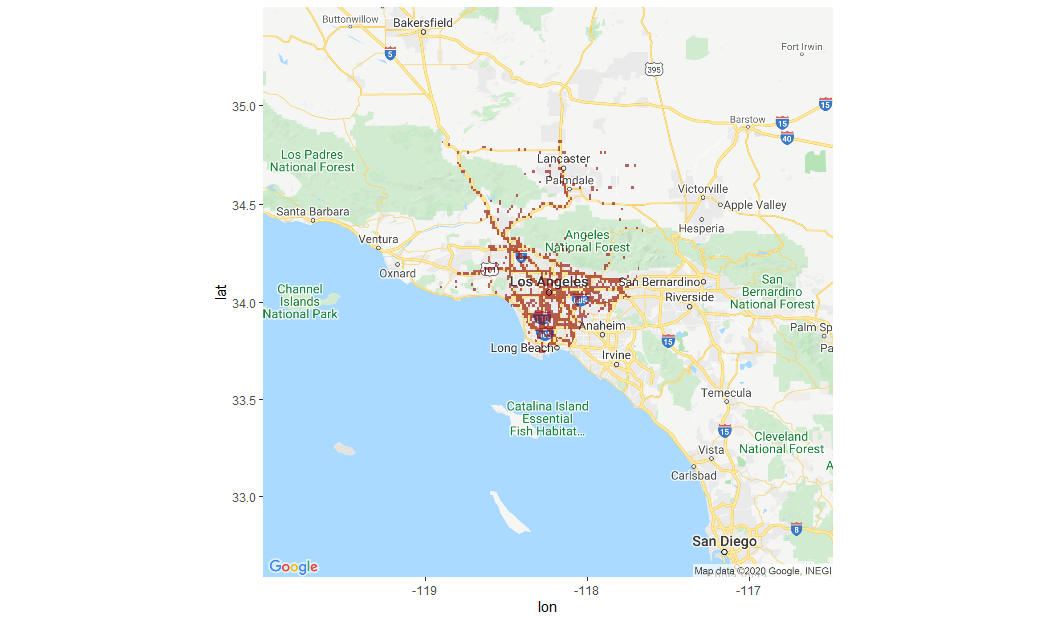 Buttonwillow
Bakersfield
5
Fort Irwin
395
35.0
15
Barstow
15
40
Los Padres
National Forest
Lancaster
Palmdale
Victorville
34.5
Apple Valley
Santa Barbara
Hesperia
Ventura
Angeles
National Forest
Oxnard
101
5
Los Angeles
San Bernardino
San
Bernardino
National Forest
Channel
Islands
National Park
lat
34.0
Riverside
Anaheim
Palm Sp
Long Beach
Irvine
15
Pa
33.5
Temecula
Catalina Island
Essential
Fish Habitat...
15
Cleveland
National Forest
Vista
A
Carlsbad
33.0
8
San Diego
Google
Map data ©2020 Google, INEGI
-119
-118
-117
lon